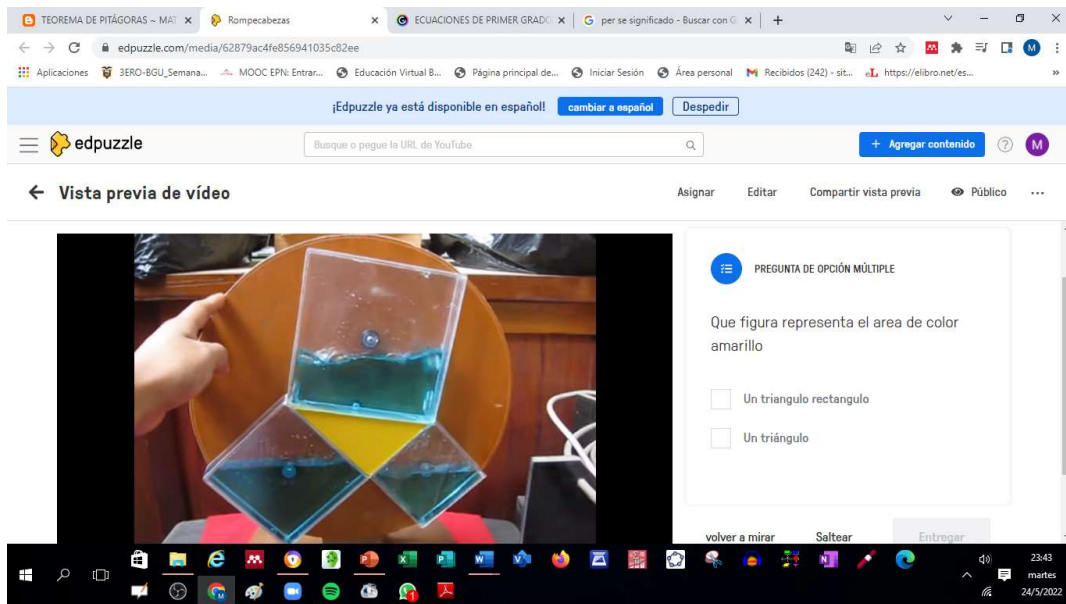 TEOREMA DE PITÁGORAS ~ MAT
Rompecabezas
ECUACIONES DE PRIMER GRADO
per se significado - Buscar con G
edpuzzle.com/media/62879ac4fe856941035c82ee
M
Aplicaciones
3ERO-BGU_Semana...
MOOC EPN: Entrar...
Educación Virtual B...
Página principal de...
Iniciar Sesión
Área personal
Recibidos (242) - sit...
https://elibro.net/es...
»
¡Edpuzzle ya está disponible en español!
cambiar a español
Despedir
edpuzzle
Busque o pegue la URL de YouTube
+ Agregar contenido
?
M
Vista previa de vídeo
Asignar
Editar
Compartir vista previa
Público
...
PREGUNTA DE OPCIÓN MÚLTIPLE
Que figura representa el area de color
amarillo
Un triangulo rectangulo
Un triángulo
volver a mirar
Saltear
Entregar
23:43
martes
24/5/2022